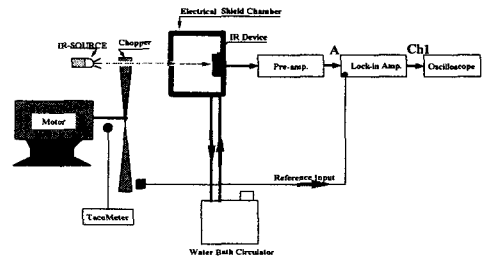 Electrical Shield Chamber
IR-SOURCE
Chopper
IR Device
A
Ch1
Pre-amp.
Lock-in Amp.
Oscilloscope
Motor
Reference Input
TacoMeter
Water Bath Circulator